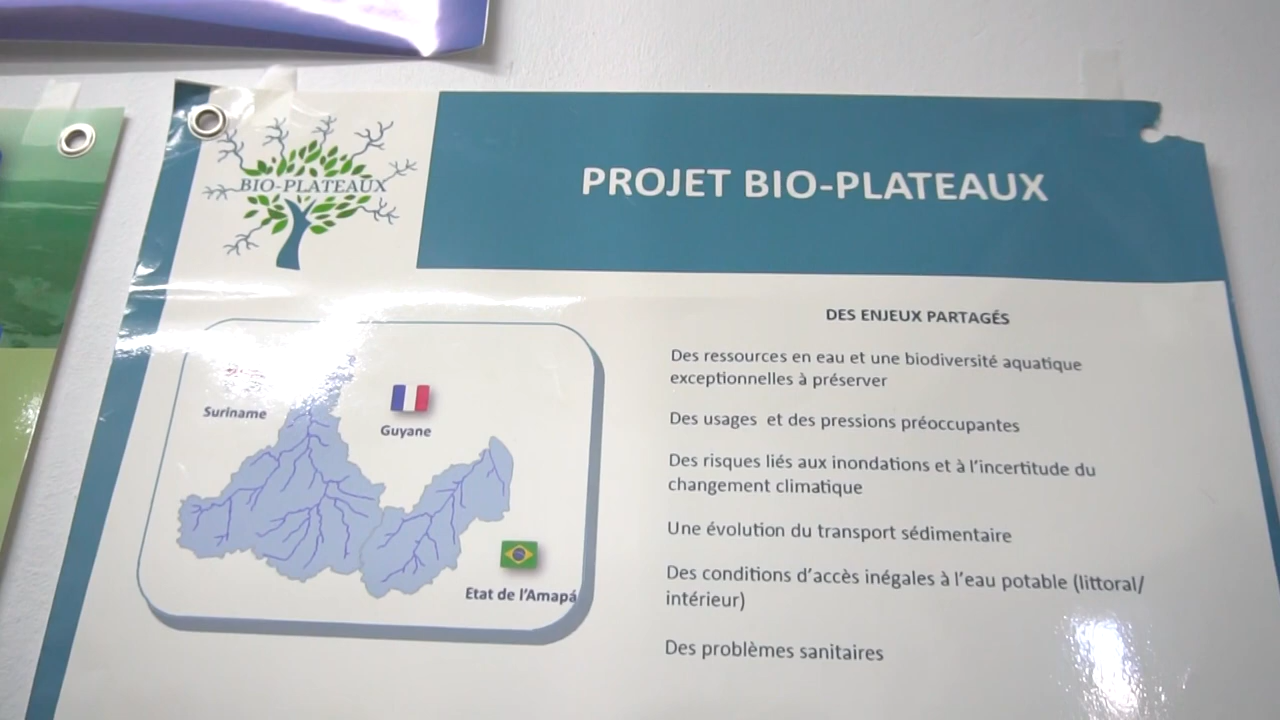 BIO-PLATEAUX
PROJET BIO-PLATEAUX
Suriname
Guyane
Etat de l'Amapá
DES ENJEUX PARTAGÉS
Des ressources en eau et une biodiversité aquatique
exceptionnelles à préserver
Des usages et des pressions préoccupantes
Des risques liés aux inondations et à l'incertitude du
changement climatique
Une évolution du transport sédimentaire
Des conditions d'accès inégales à l'eau potable (littoral/
intérieur)
Des problèmes sanitaires